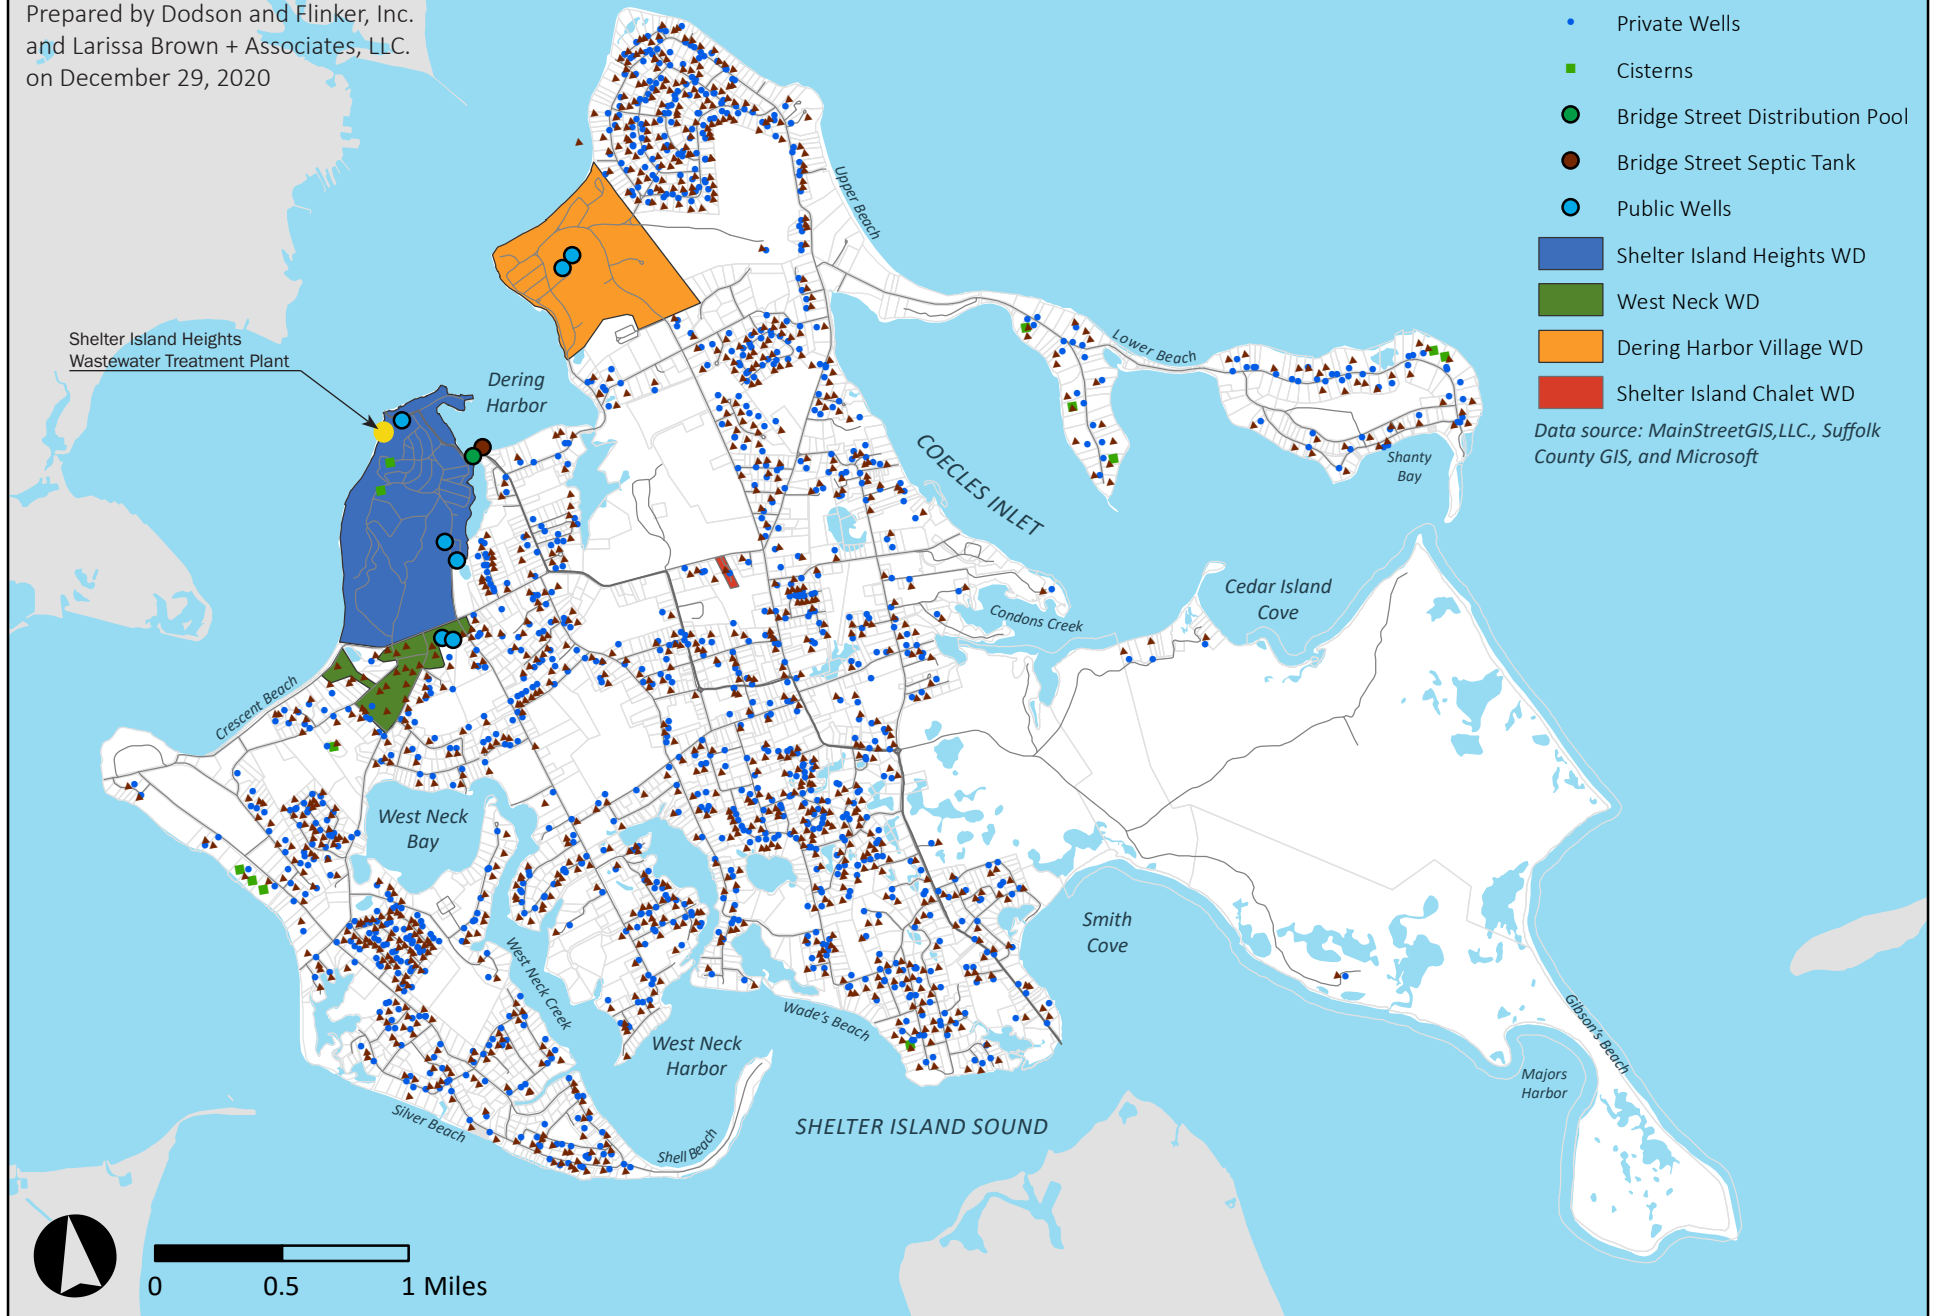 Prepared by Dodson and Flinker, Inc.
and Larissa Brown + Associates, LLC.
on December 29, 2020
Private Wells
Cisterns
Bridge Street Distribution Pool
Bridge Street Septic Tank
Public Wells
Shelter Island Heights WD
West Neck WD
Dering Harbor Village WD
Shelter Island Chalet WD
Data source: MainStreetGIS,LLC., Suffolk
County GIS, and Microsoft
Upper Beach
Shelter Island Heights
Wastewater Treatment Plant
Dering
Harbor
Lower Beach
COECLES INLET
Shanty
Bay
Cedar Island
Cove
Condons Creek
Crescent Beach
West Neck
Bay
Smith
Cove
West Neck Creek
Wade's Beach
West Neck
Harbor
Gibson's Beach
Majors
Harbor
Silver Beach
Shell Beach
SHELTER ISLAND SOUND
0
0.5
1 Miles